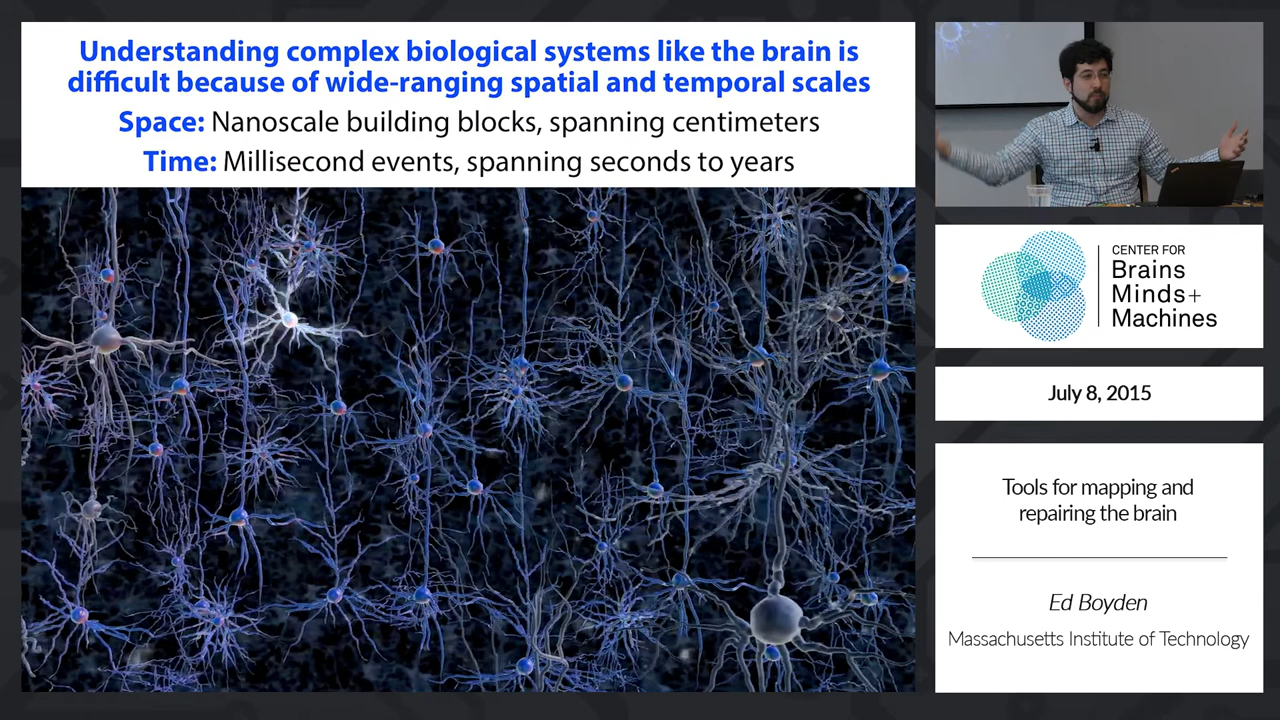 Understanding complex biological systems like the brain is
difficult because of wide-ranging spatial and temporal scales
Space: Nanoscale building blocks, spanning centimeters
Time: Millisecond events, spanning seconds to years
CENTER FOR
Brains
Minds+
Machines
July 8, 2015
Tools for mapping and
repairing the brain
Ed Boyden
Massachusetts Institute of Technology